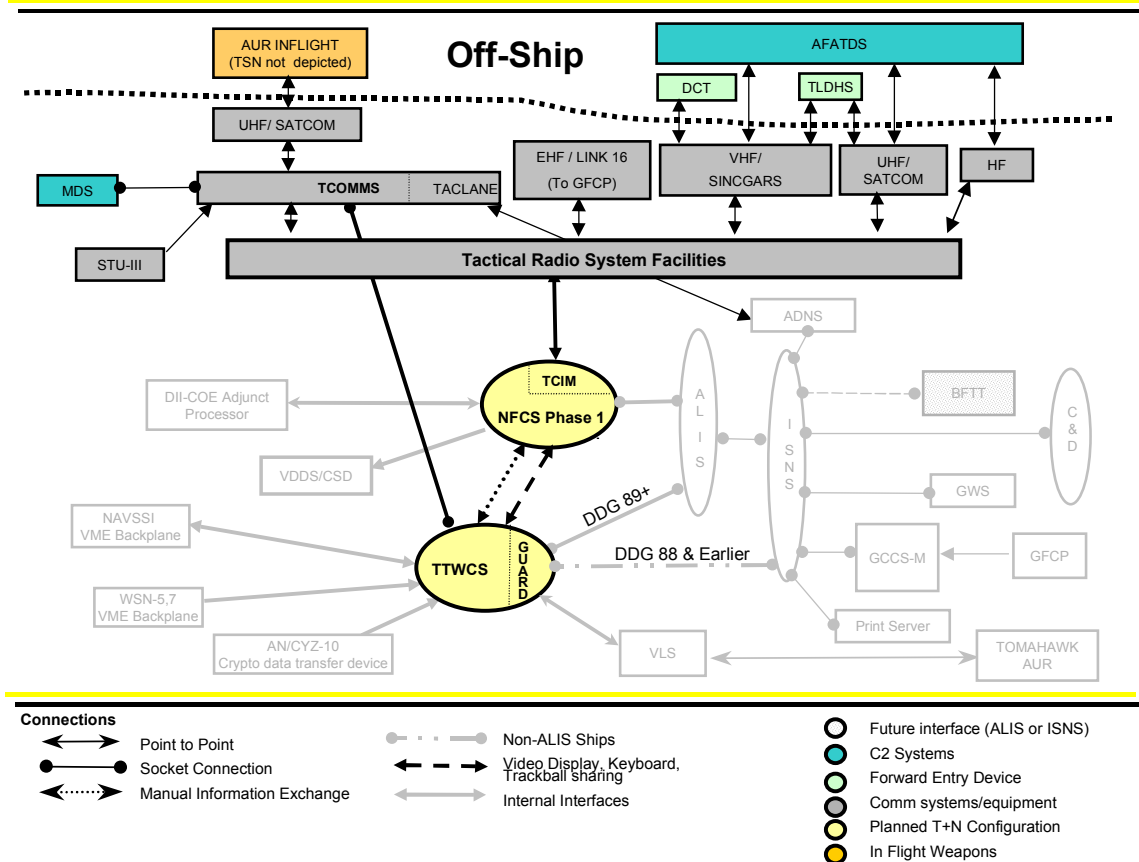 AUR INFLIGHT
(TSN not depicted)
Off-Ship
AFATDS
DCT
TLDHS
UHF/ SATCOM
EHF / LINK 16
(To GFCP)
VHF/
SINCGARS
UHF/
SATCOM
HF
MDS
TCOMMS
TACLANE
STU-III
Tactical Radio System Facilities
ADNS
TCIM
NFCS Phase 1
DII-COE Adjunct
Processor
A
L
I
S
I
S
N
S
BFTT
C
&
D
VDDS/CSD
GWS
DDG 89+
NAVSSI
VME Backplane
TTWCS
G
U
A
R
D
DDG 88 & Earlier
GCCS-M
GFCP
WSN-5,7
VME Backplane
Print Server
AN/CYZ-10
Crypto data transfer device
VLS
TOMAHAWK
AUR
Connections
Point to Point
Socket Connection
Manual Information Exchange
Non-ALIS Ships
Video Display, Keyboard,
Trackball sharing
Internal Interfaces
Future interface (ALIS or ISNS)
C2 Systems
Forward Entry Device
Comm systems/equipment
Planned T+N Configuration
In Flight Weapons